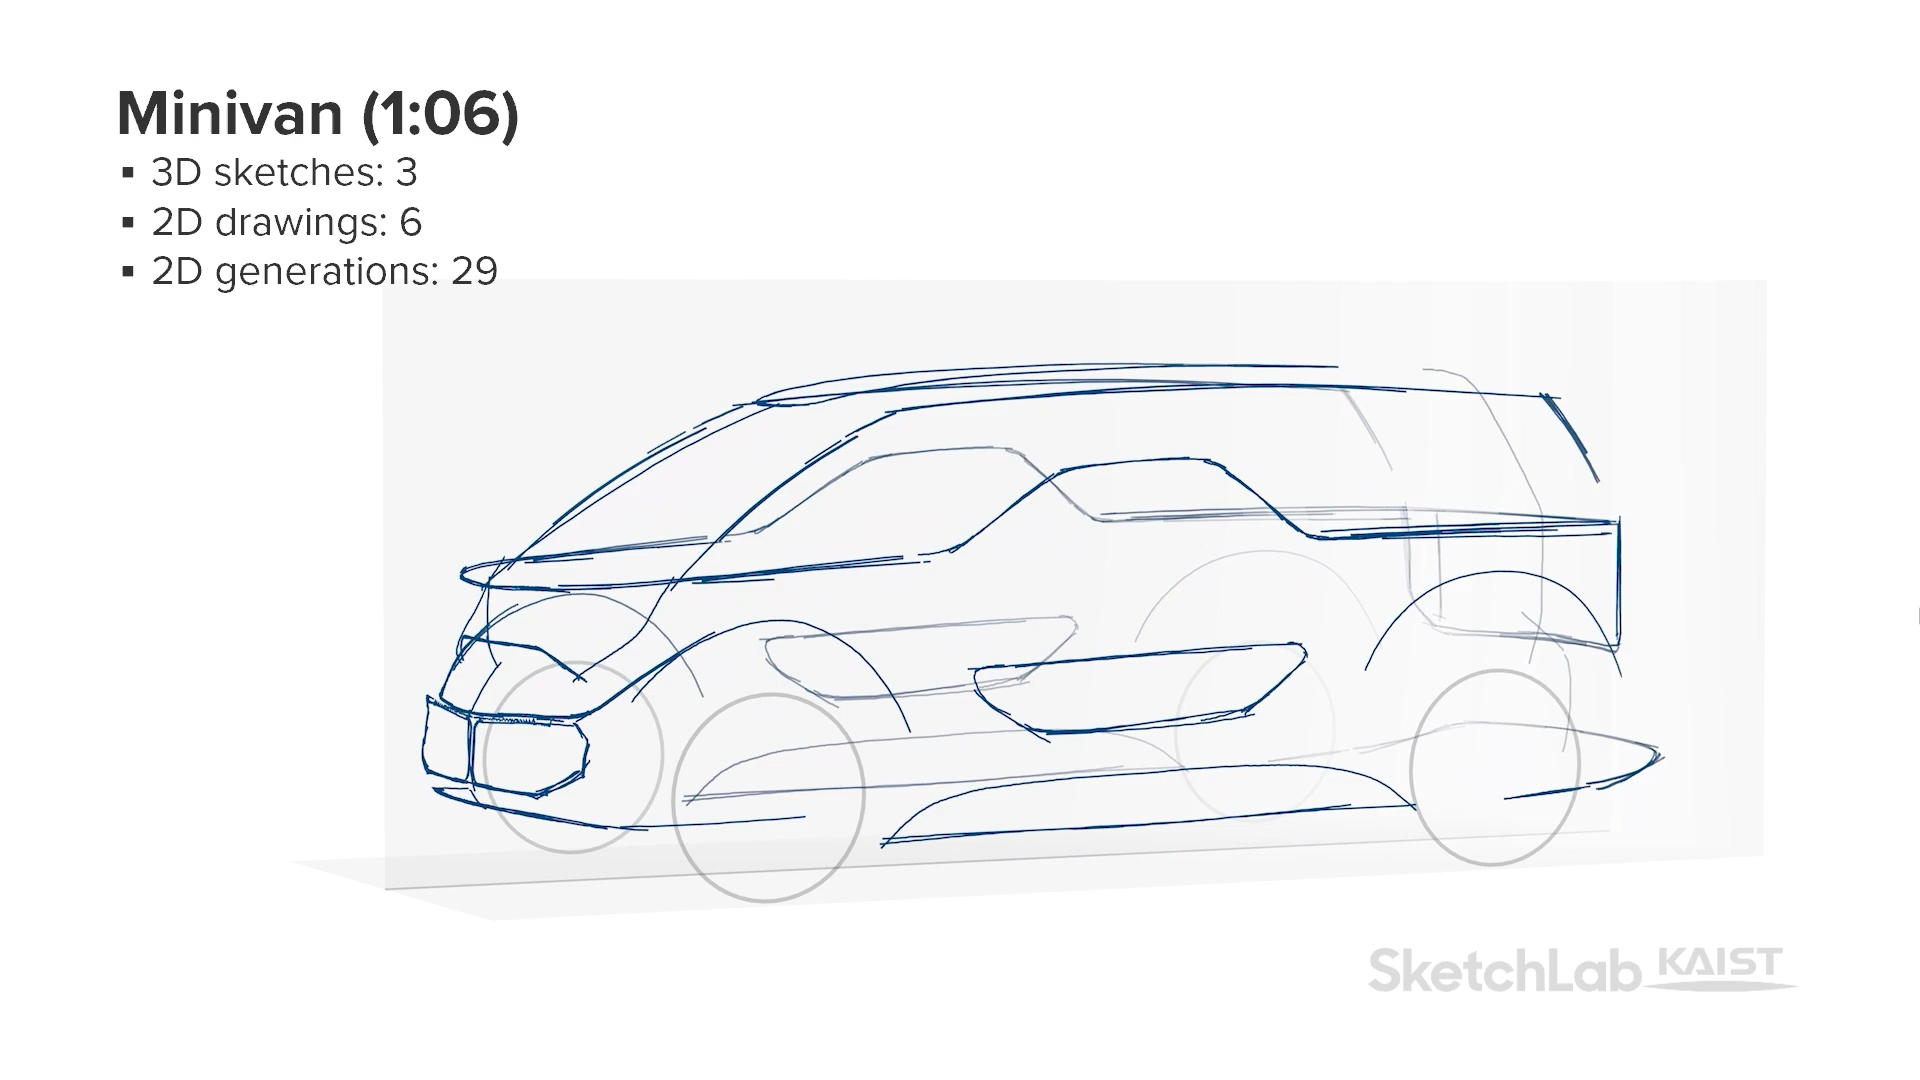 Minivan (1:06)
▪ 3D sketches: 3
▪ 2D drawings: 6
▪ 2D generations: 29
SketchLab KAIST